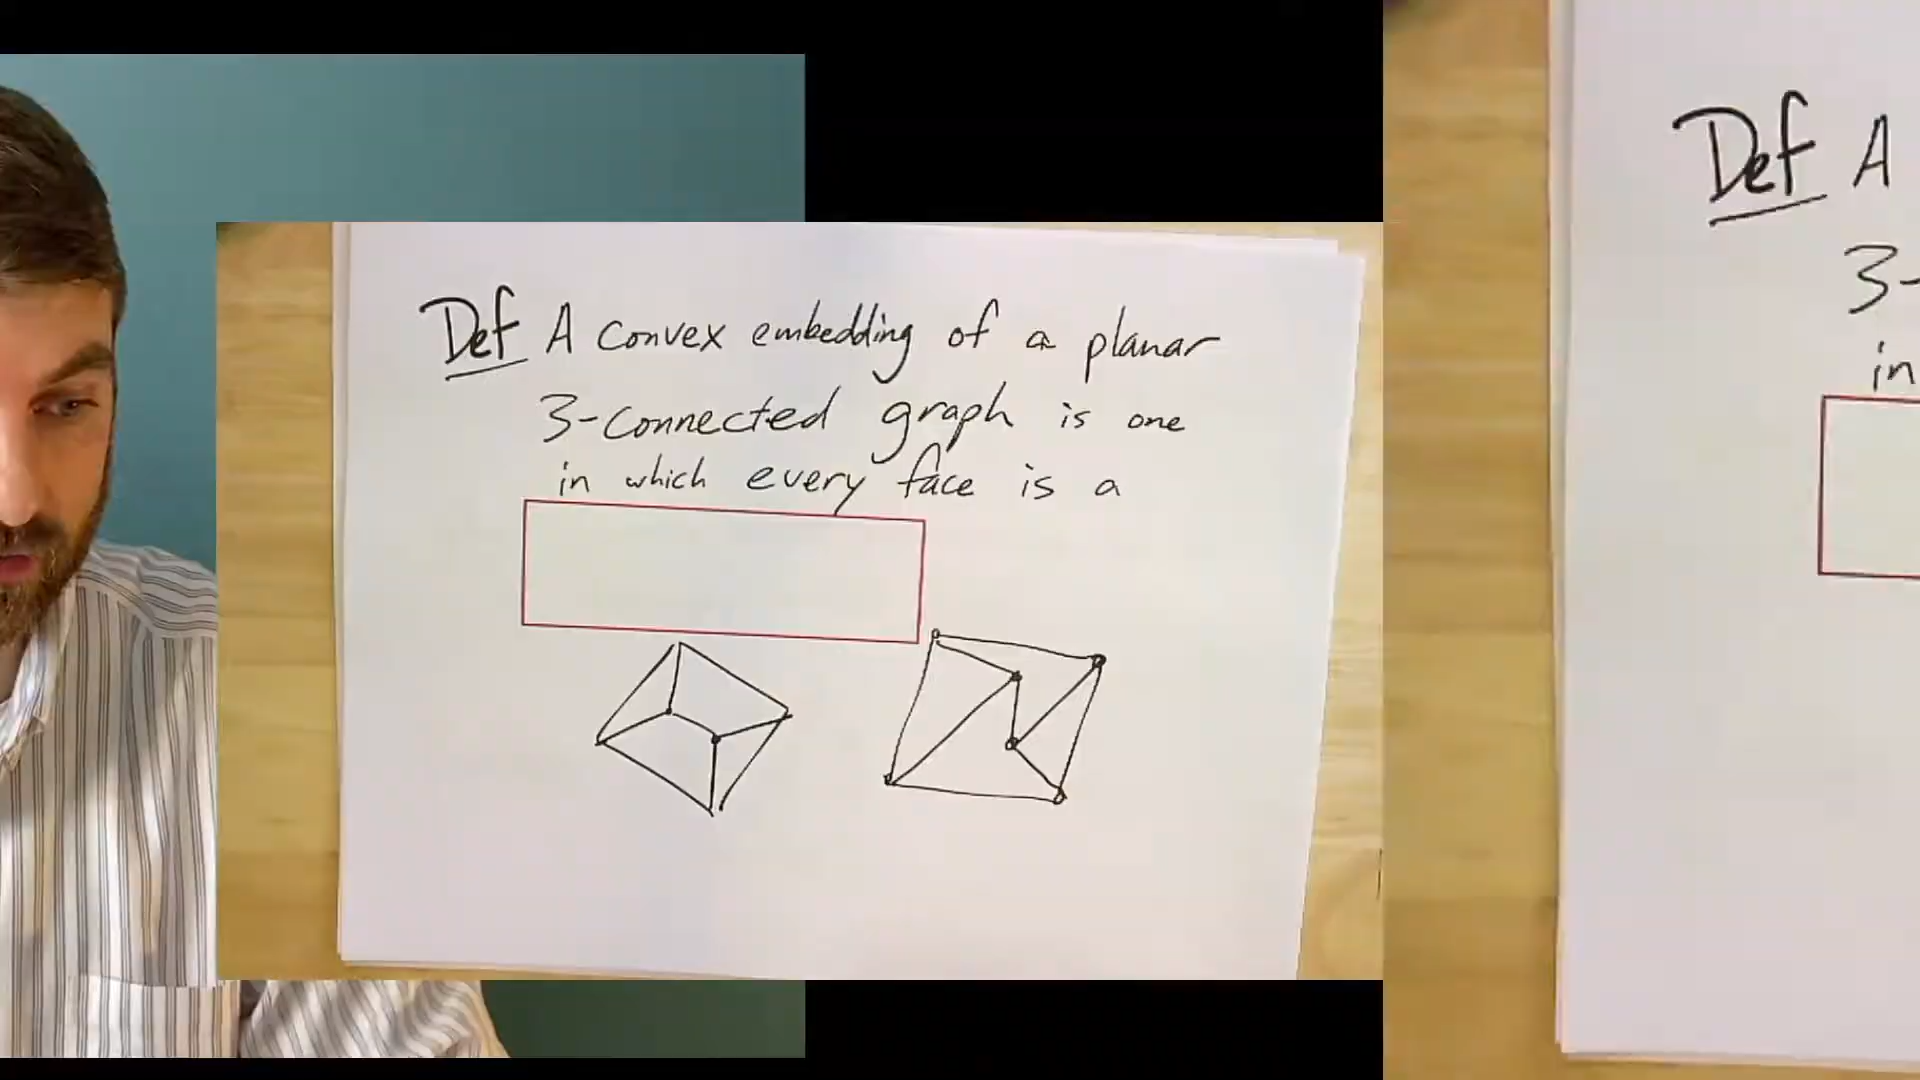 Def A convex embedding of a planar
3-connected graph is one
in which every face is a
Def A
3-
in